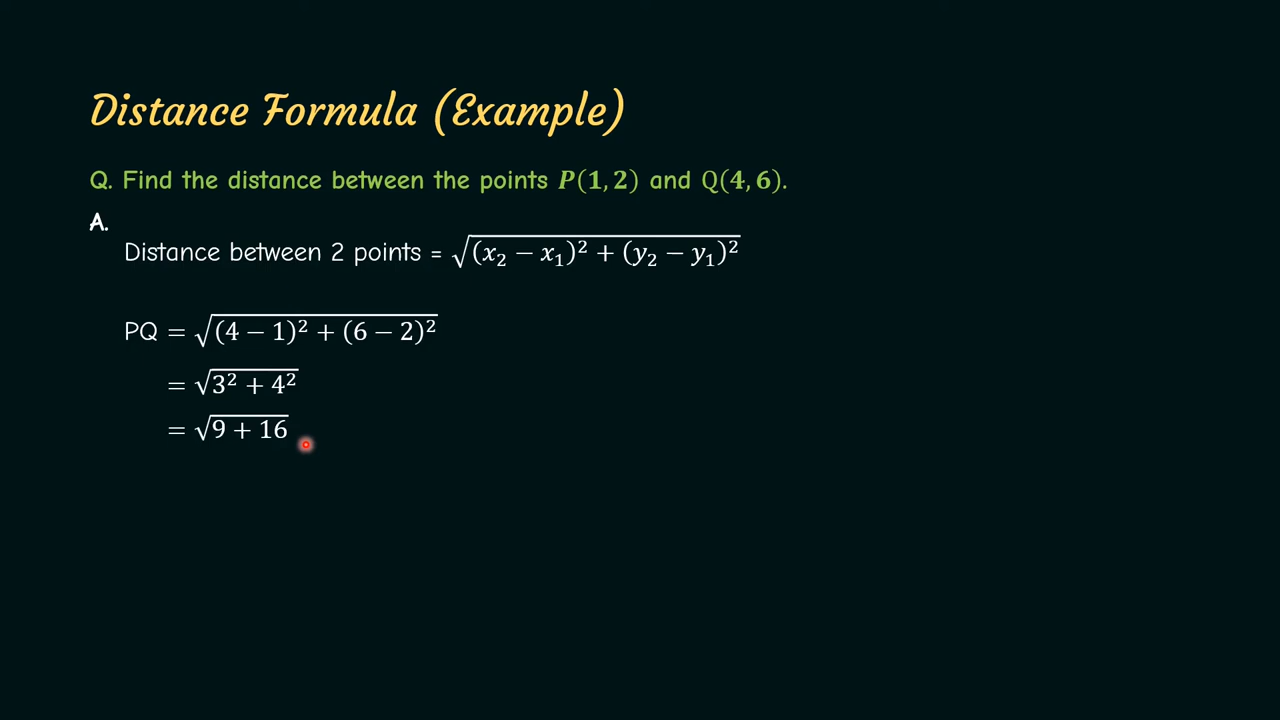 Distance Formula (Example)
Q. Find the distance between the points 𝑷(𝟏, 𝟐) and Q(𝟒, 𝟔).
A.
Distance between 2 points = √(𝑥₂ − 𝑥₁)² + (𝑦₂ − 𝑦₁)²
PQ = √(4 − 1)² + (6 − 2)²
= √3² + 4²
= √9 + 16